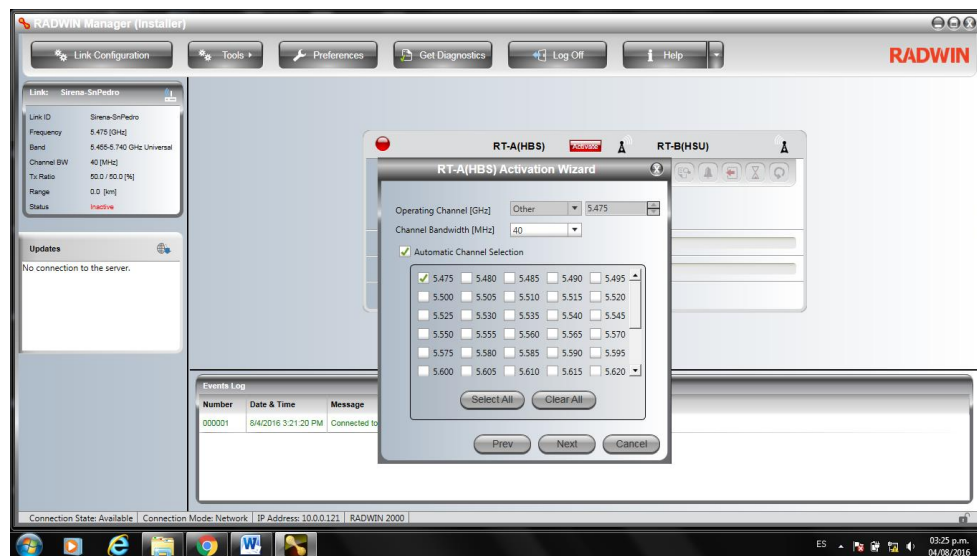 RADWIN Manager (Installer)
Link Configuration
Tools
Preferences
Get Diagnostics
Log Off
Help
RADWIN
Link: Sirena-SnPedro
Link ID Sirena-SnPedro
Frequency 5.475 [GHz]
Band 5.465-5.740 GHz Universal
Channel BW 40 [MHz]
Tx Ratio 50.0 / 50.0 [%]
Range 0.0 [km]
Status Inactive
Updates
No connection to the server.
RT-A(HBS) Activate RT-B(HSU)
RT-A(HBS) Activation Wizard
Operating Channel [GHz] Other 5.475
Channel Bandwidth [MHz] 40
Automatic Channel Selection
5.475 5.480 5.485 5.490 5.495
5.500 5.505 5.510 5.515 5.520
5.525 5.530 5.535 5.540 5.545
5.550 5.555 5.560 5.565 5.570
5.575 5.580 5.585 5.590 5.595
5.600 5.605 5.610 5.615 5.620
Select All Clear All
Prev Next Cancel
Events Log
Number Date & Time Message
000001 8/4/2016 3:21:20 PM Connected to
Connection State: Available Connection Mode: Network IP Address: 10.0.0.121 RADWIN 2000
ES 03:25 p.m.
04/08/2016